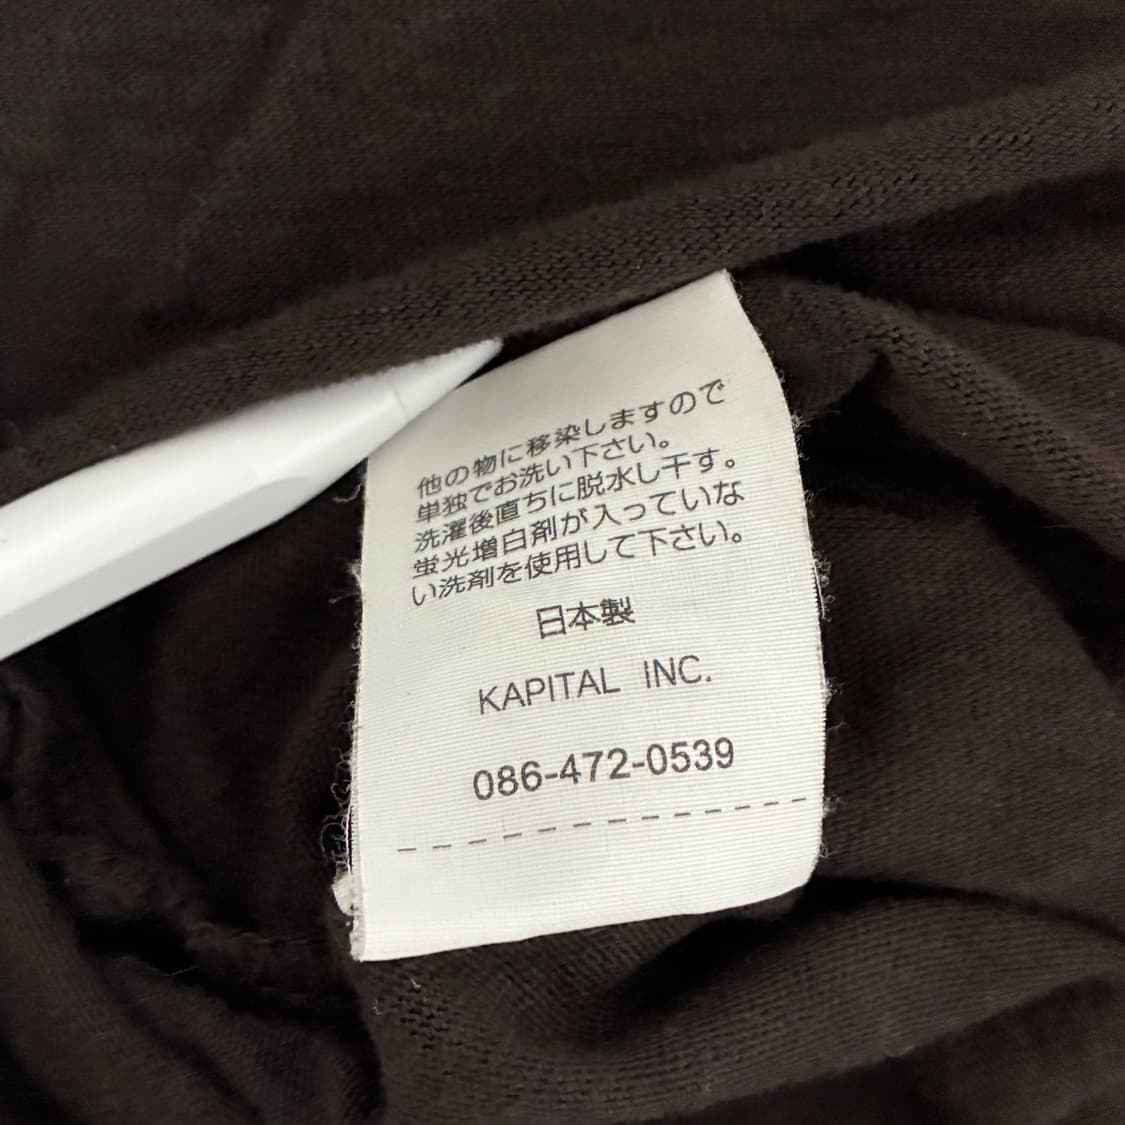 他の物に移染しますので
単独でお洗い下さい。
洗濯後直ちに脱水し干す。
蛍光増白剤が入っていな
い洗剤を使用して下さい。
日本製
KAPITAL INC.
086-472-0539